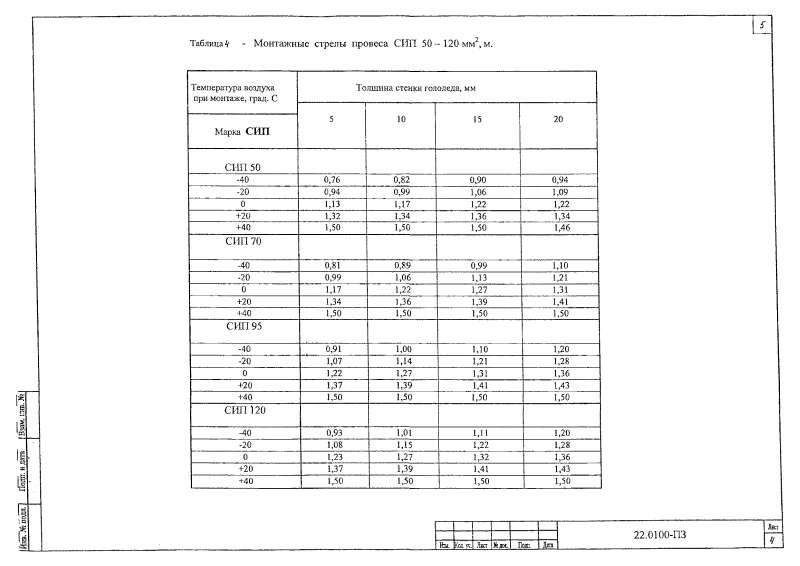 5
Таблица 4 - Монтажные стрелы провеса СИП 50 – 120 мм², м.
Температура воздуха при монтаже, град. С
Толщина стенки гололеда, мм
Марка СИП
5 10 15 20
СИП 50
-40 0,76 0,82 0,90 0,94
-20 0,94 0,99 1,06 1,09
0 1,13 1,17 1,22 1,22
+20 1,32 1,34 1,36 1,34
+40 1,50 1,50 1,50 1,46
СИП 70
-40 0,81 0,89 0,99 1,10
-20 0,99 1,06 1,13 1,21
0 1,17 1,22 1,27 1,31
+20 1,34 1,36 1,39 1,41
+40 1,50 1,50 1,50 1,50
СИП 95
-40 0,91 1,00 1,10 1,20
-20 1,07 1,14 1,21 1,28
0 1,22 1,27 1,31 1,36
+20 1,37 1,39 1,41 1,43
+40 1,50 1,50 1,50 1,50
СИП 120
-40 0,93 1,01 1,11 1,20
-20 1,08 1,15 1,22 1,28
0 1,23 1,27 1,32 1,36
+20 1,37 1,39 1,41 1,43
+40 1,50 1,50 1,50 1,50
Взам. инв. №
Подп. и дата
Инв. № подл.
Изм. Кол. уч. Лист № док. Подп. Дата
22.0100-ПЗ
Лист
4